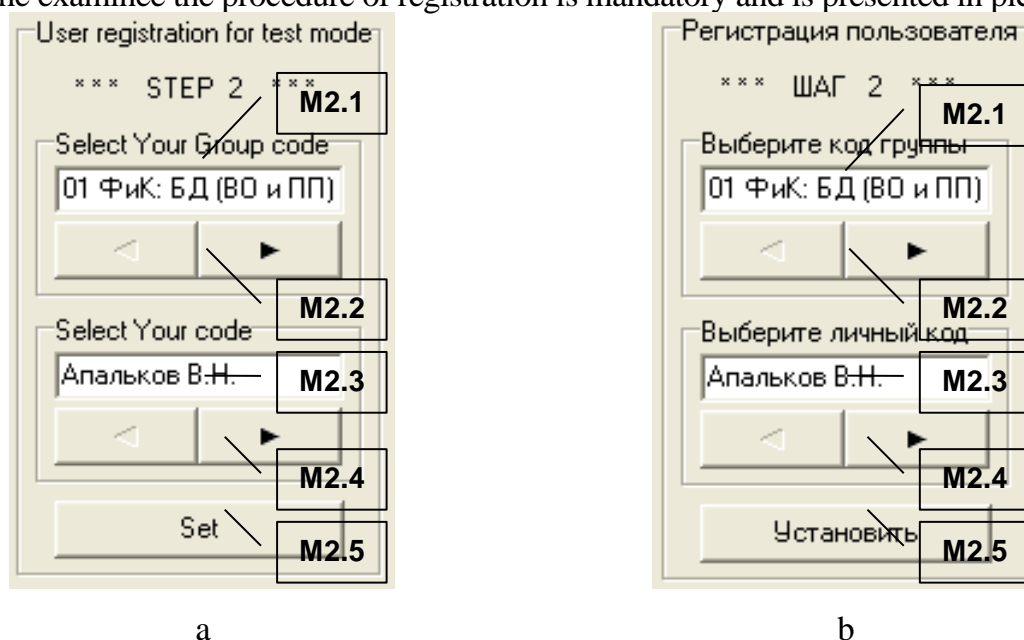 the examinee the procedure of registration is mandatory and is presented in
User registration for test mode
*** STEP 2 ***
M2.1
Select Your Group code
01 ФиК: БД (ВО и ПП)
M2.2
Select Your code
Апальков В.Н.
M2.3
M2.4
Set
M2.5
a
Регистрация пользователя
*** ШАГ 2 ***
M2.1
Выберите код группы
01 ФиК: БД (ВО и ПП)
M2.2
Выберите личный код
Апальков В.Н.
M2.3
M2.4
Установить
M2.5
b